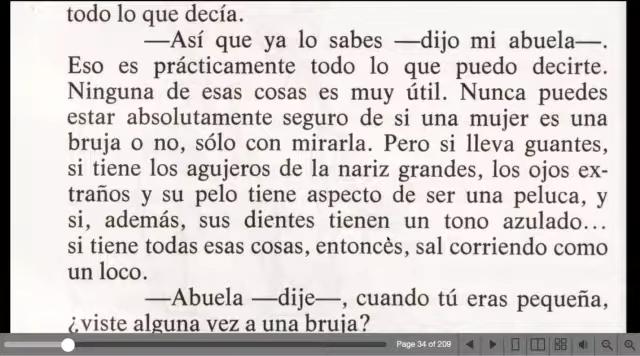 todo lo que decía.
—Así que ya lo sabes —dijo mi abuela—.
Eso es prácticamente todo lo que puedo decirte.
Ninguna de esas cosas es muy útil. Nunca puedes
estar absolutamente seguro de si una mujer es una
bruja o no, sólo con mirarla. Pero si lleva guantes,
si tiene los agujeros de la nariz grandes, los ojos ex-
traños y su pelo tiene aspecto de ser una peluca, y
si, además, sus dientes tienen un tono azulado...
si tiene todas esas cosas, entoncès, sal corriendo como
un loco.
—Abuela —dije—, cuando tú eras pequeña,
¿viste alguna vez a una bruja?
Page 34 of 209